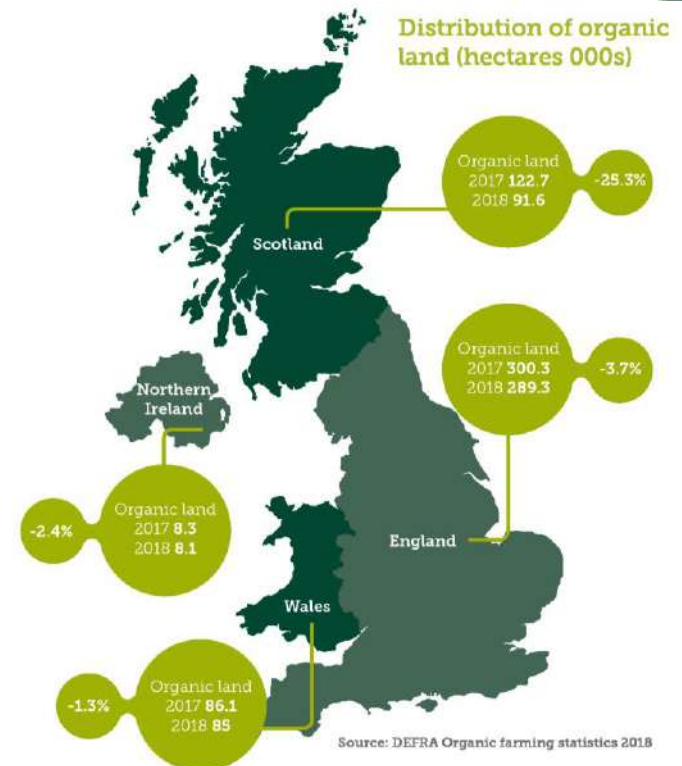 Distribution of organic
land (hectares 000s)
Organic land
2017 122.7
2018 91.6
-25.3%
Scotland
Organic land
2017 300.3
2018 289.3
-3.7%
Northern
Ireland
Organic land
2017 8.3
2018 8.1
-2.4%
England
Wales
Organic land
2017 86.1
2018 85
-1.3%
Source: DEFRA Organic farming statistics 2018